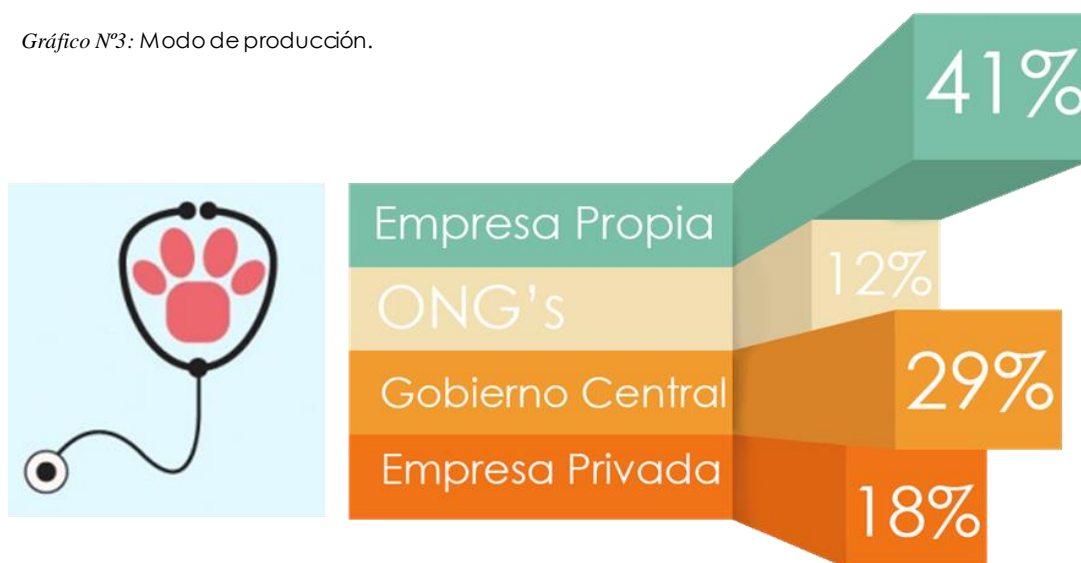 Gráfico Nº3: Modo de producción.
41%
Empresa Propia
12%
ONG's
29%
Gobierno Central
Empresa Privada
18%